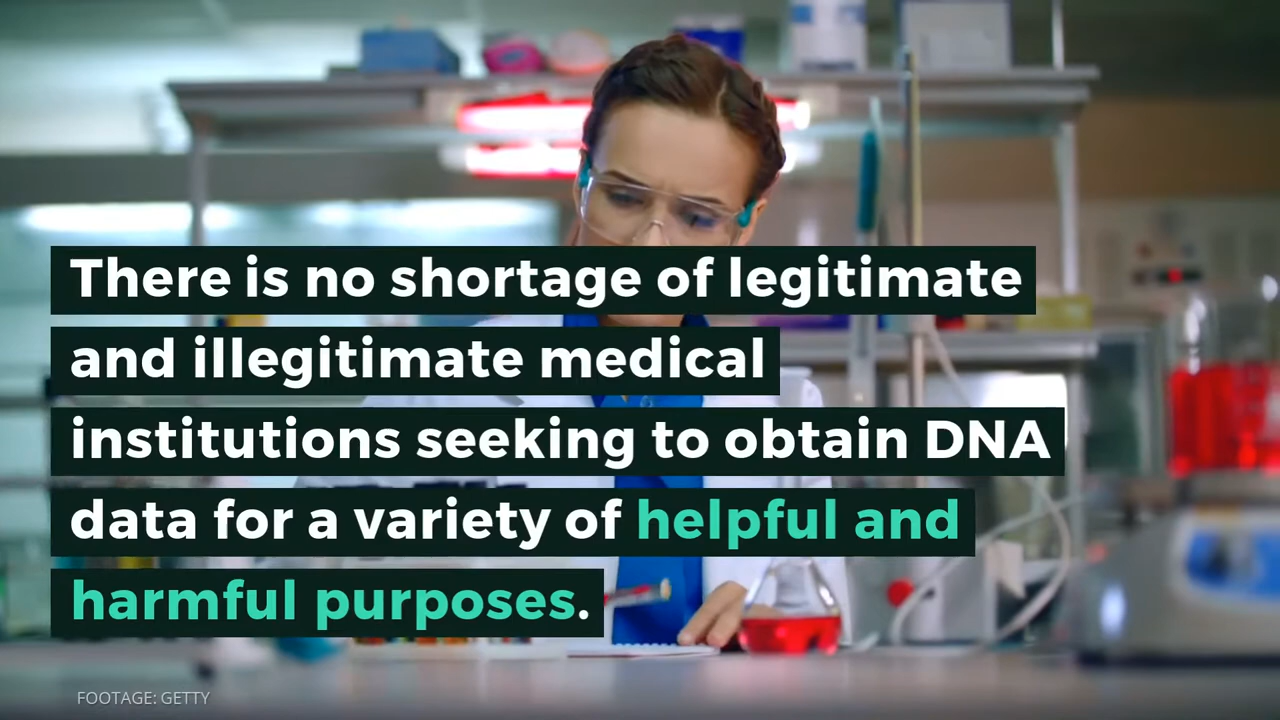 There is no shortage of legitimate
and illegitimate medical
institutions seeking to obtain DNA
data for a variety of helpful and
harmful purposes.
FOOTAGE: GETTY